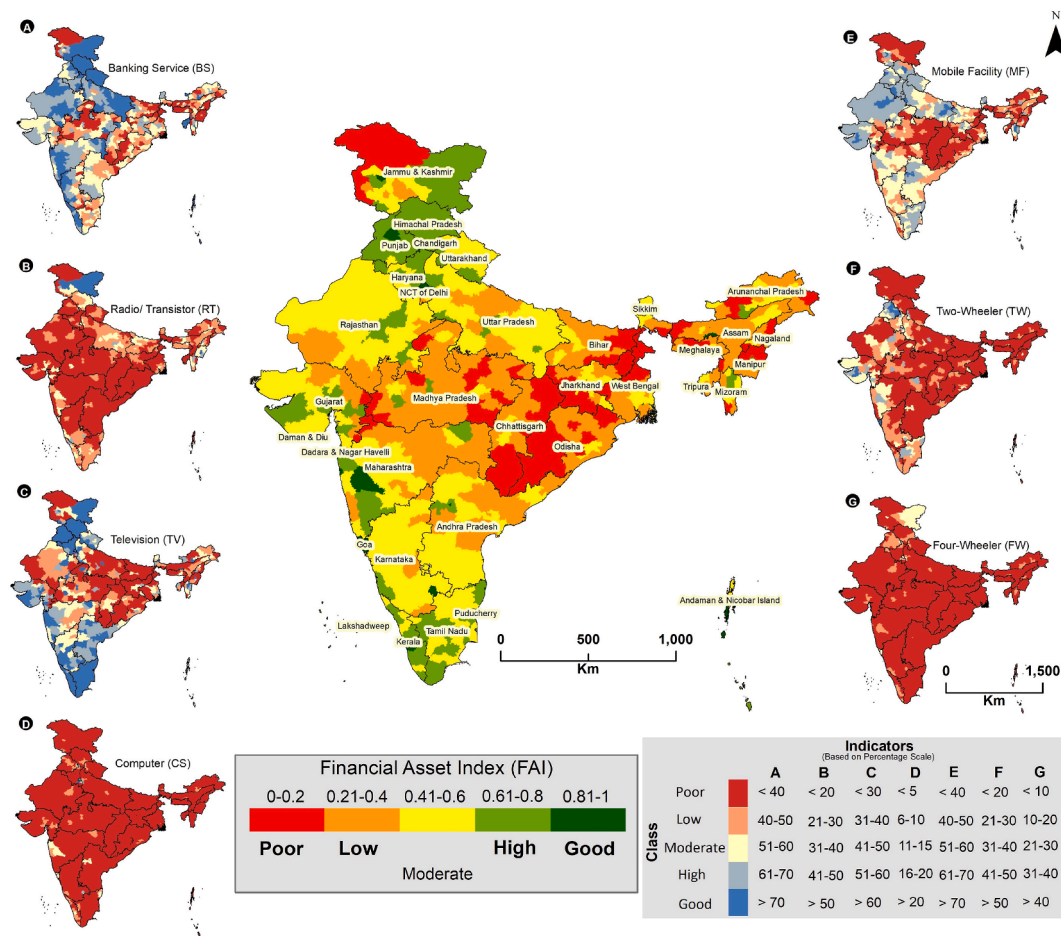 A
Banking Service (BS)
B
Radio/ Transistor (RT)
C
Television (TV)
D
Computer (CS)
Jammu & Kashmir
Himachal Pradesh
Punjab
Chandigarh
Uttarakhand
Haryana
NCT of Delhi
Rajasthan
Uttar Pradesh
Sikkim
Arunanchal Pradesh
Bihar
Assam
Nagaland
Meghalaya
Manipur
Jharkhand
West Bengal
Tripura
Mizoram
Gujarat
Madhya Pradesh
Chhattisgarh
Daman & Diu
Odisha
Dadara & Nagar Havelli
Maharashtra
Andhra Pradesh
Goa
Karnataka
Puducherry
Andaman & Nicobar Island
Lakshadweep
Tamil Nadu
Kerala
0 500 1,000
Km
N
E
Mobile Facility (MF)
F
Two-Wheeler (TW)
G
Four-Wheeler (FW)
0 1,500
Km
Financial Asset Index (FAI)
0-0.2 0.21-0.4 0.41-0.6 0.61-0.8 0.81-1
Poor Low High Good
Moderate
Indicators
(Based on Percentage Scale)
A B C D E F G
Class
Poor < 40 < 20 < 30 < 5 < 40 < 20 < 10
Low 40-50 21-30 31-40 6-10 40-50 21-30 10-20
Moderate 51-60 31-40 41-50 11-15 51-60 31-40 21-30
High 61-70 41-50 51-60 16-20 61-70 41-50 31-40
Good > 70 > 50 > 60 > 20 > 70 > 50 > 40